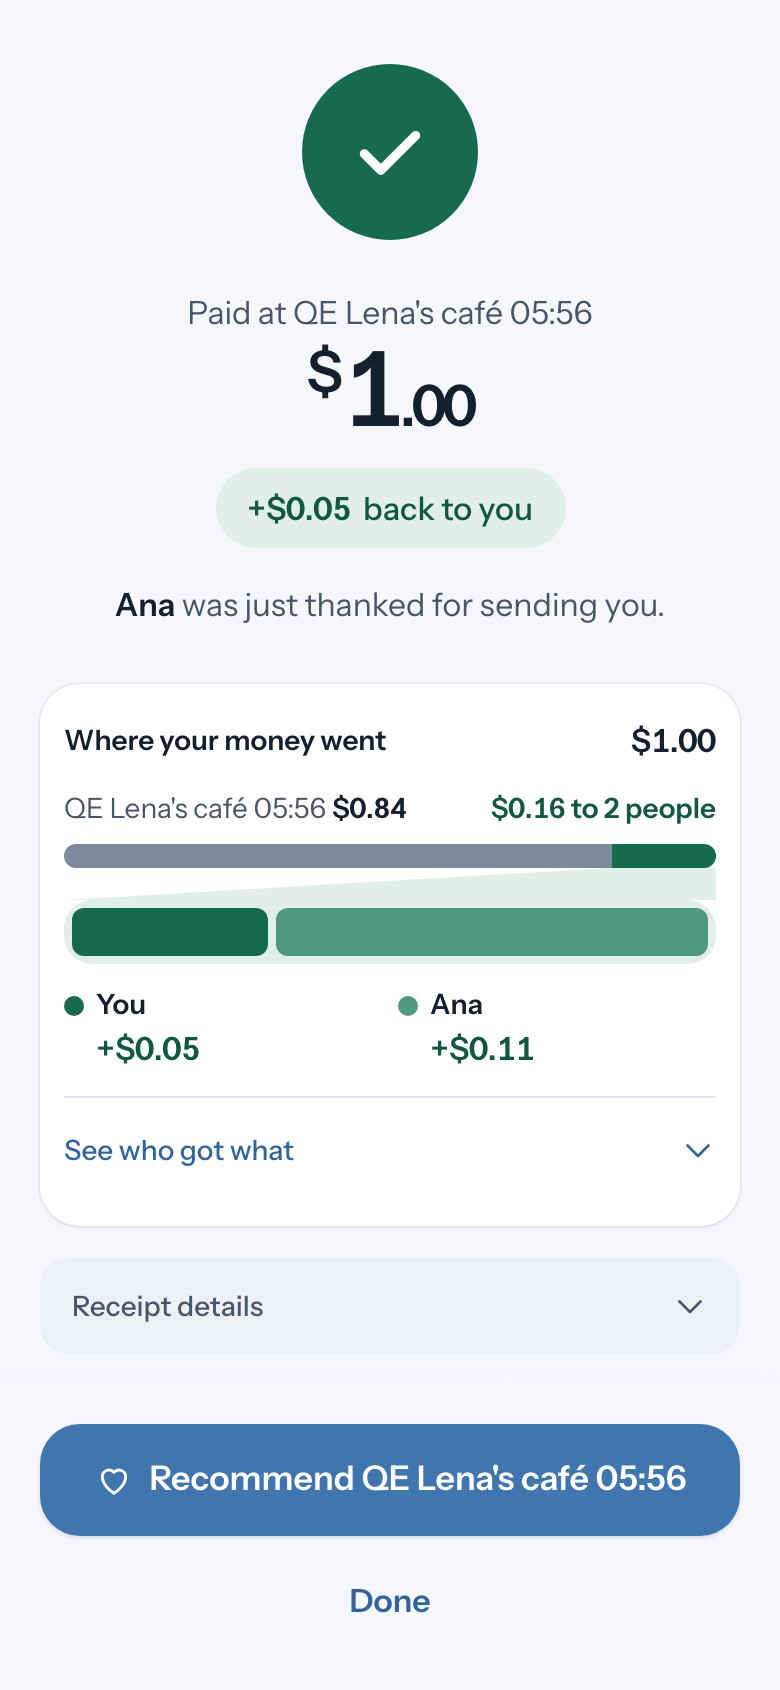 Paid at QE Lena's café 05:56
$1.00
+$0.05 back to you
Ana was just thanked for sending you.
Where your money went $1.00
QE Lena's café 05:56 $0.84 $0.16 to 2 people
You Ana
+$0.05 +$0.11
See who got what
Receipt details
Recommend QE Lena's café 05:56
Done